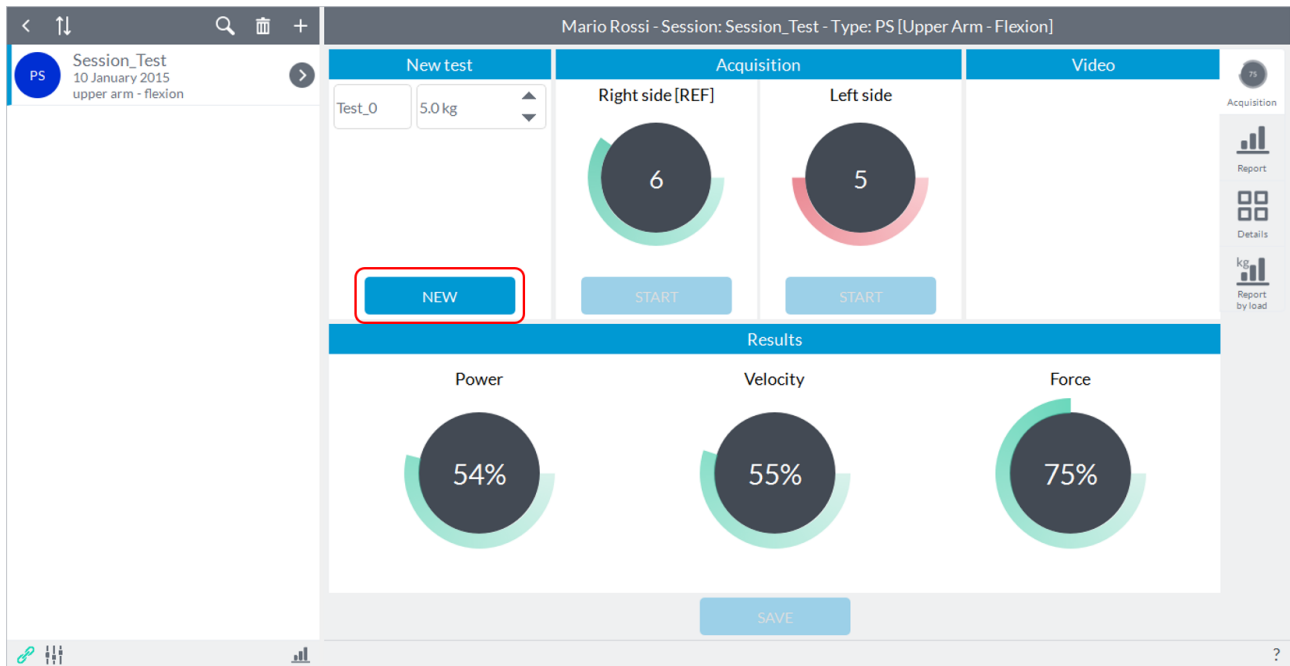 Mario Rossi - Session: Session_Test - Type: PS [Upper Arm - Flexion]
PS
Session_Test
10 January 2015
upper arm - flexion
New test
Acquisition
Video
Test_0
5.0 kg
Right side [REF]
Left side
6
5
NEW
START
START
75
Acquisition
Report
Details
kg
Report
by load
Results
Power
Velocity
Force
54%
55%
75%
SAVE
?